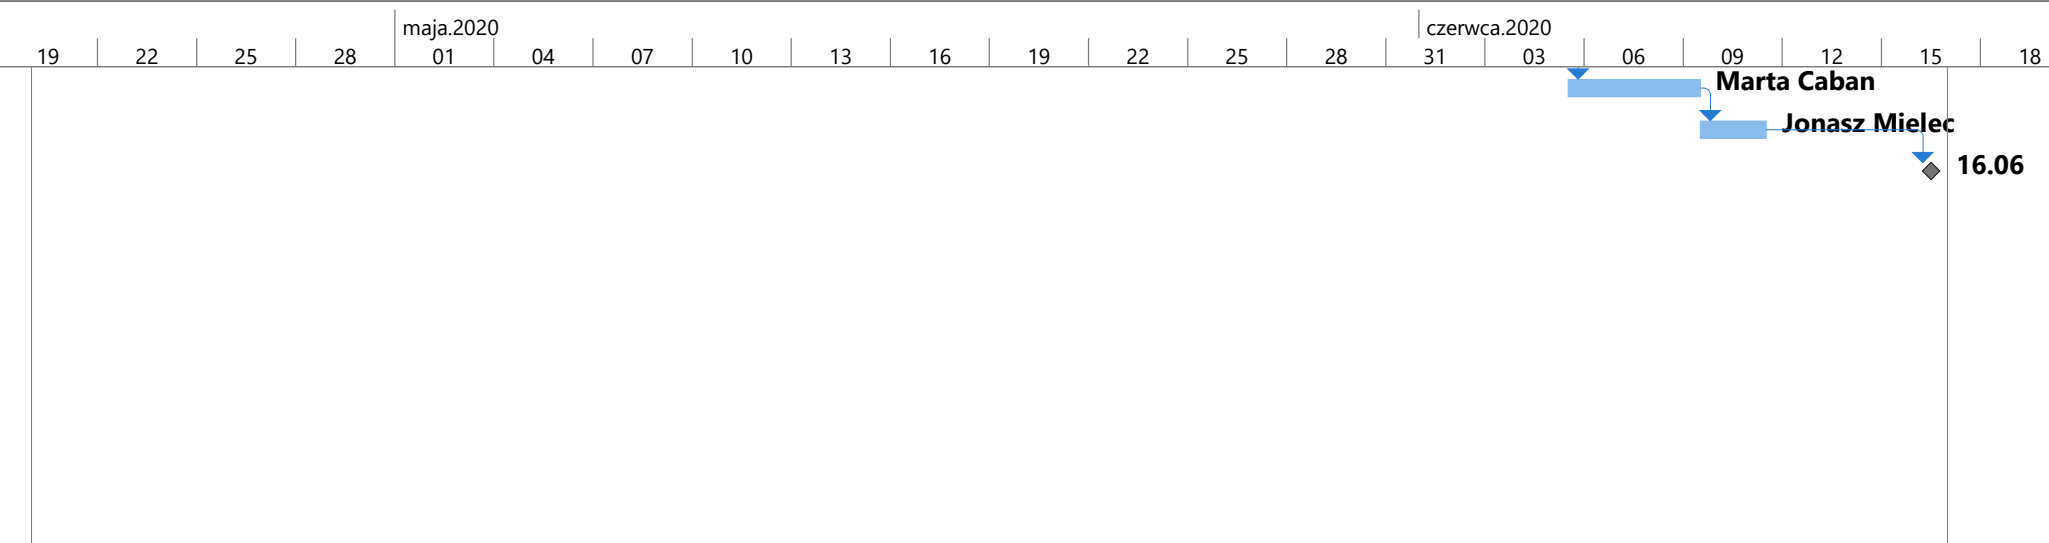 maja.2020 czerwca.2020
19 22 25 28 01 04 07 10 13 16 19 22 25 28 31 03 06 09 12 15 18
Marta Caban
Jonasz Mielec
16.06